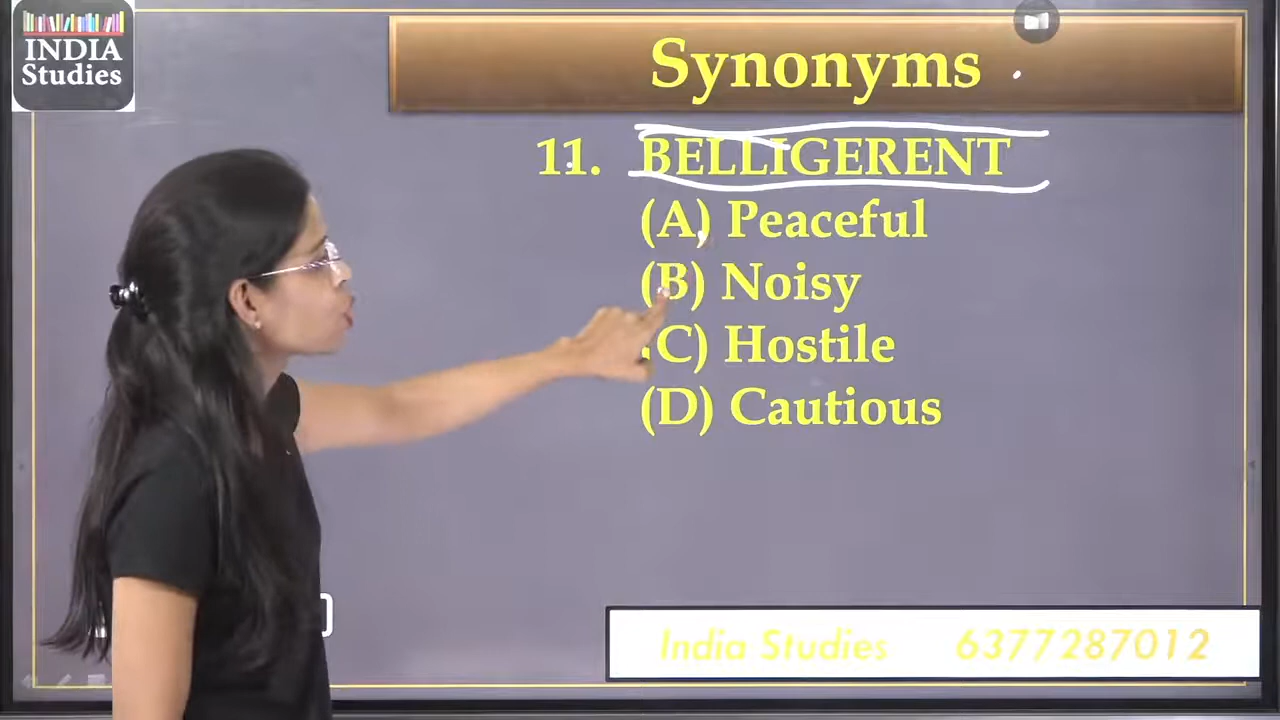 INDIA
Studies
Synonyms
11. BELLIGERENT
(A) Peaceful
(B) Noisy
C) Hostile
(D) Cautious
India Studies 6377287012